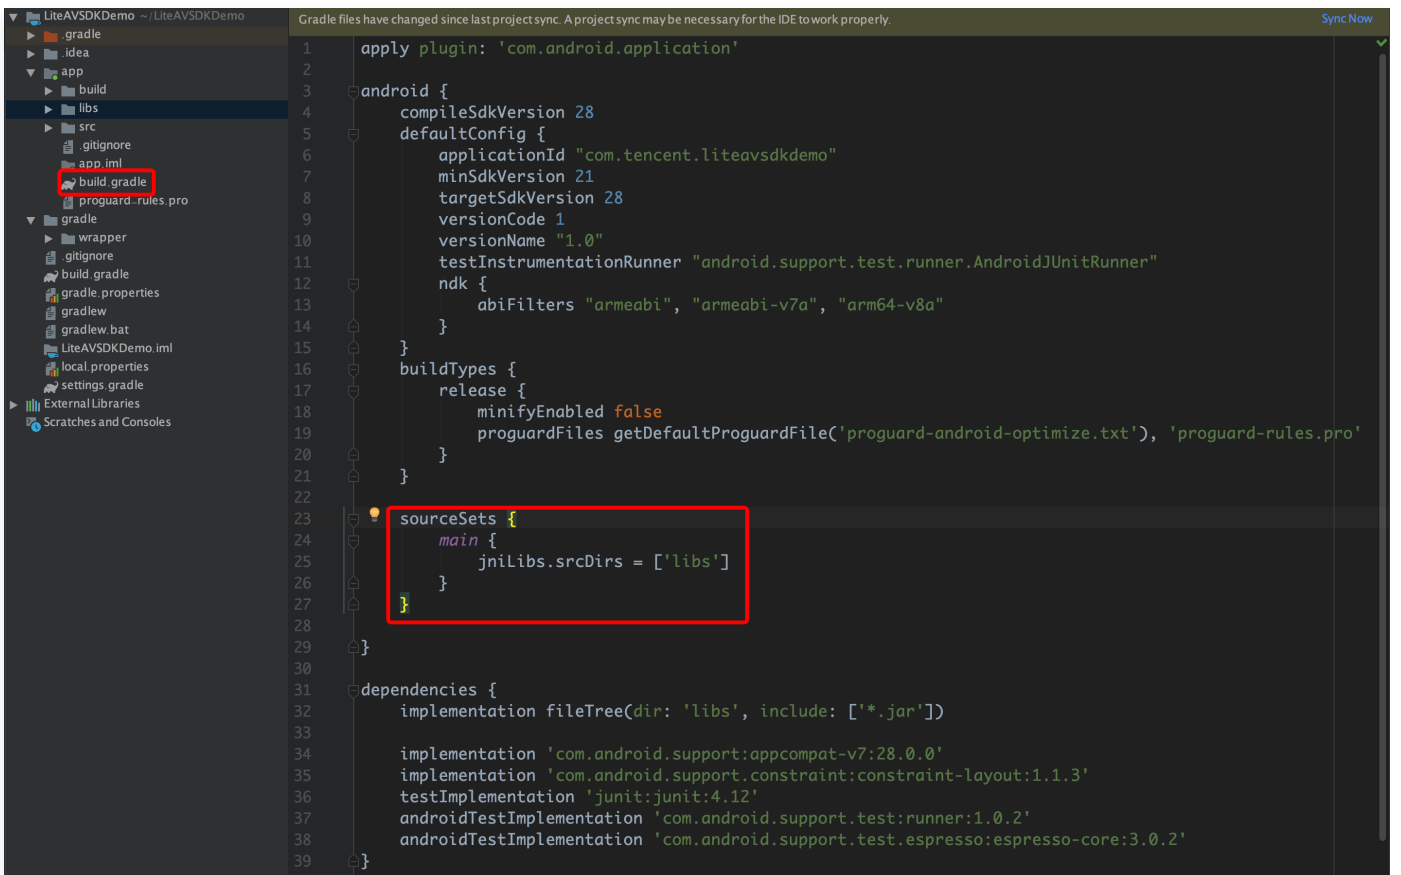 LiteAVSDKDemo ~/LiteAVSDKDemo
.gradle
.idea
app
build
libs
src
.gitignore
app.iml
build.gradle
proguard-rules.pro
gradle
wrapper
.gitignore
build.gradle
gradle.properties
gradlew
gradlew.bat
LiteAVSDKDemo.iml
local.properties
settings.gradle
External Libraries
Scratches and Consoles
Gradle files have changed since last project sync. A project sync may be necessary for the IDE to work properly. Sync Now
1 apply plugin: 'com.android.application'
2
3 android {
4 compileSdkVersion 28
5 defaultConfig {
6 applicationId "com.tencent.liteavsdkdemo"
7 minSdkVersion 21
8 targetSdkVersion 28
9 versionCode 1
10 versionName "1.0"
11 testInstrumentationRunner "android.support.test.runner.AndroidJUnitRunner"
12 ndk {
13 abiFilters "armeabi", "armeabi-v7a", "arm64-v8a"
14 }
15 }
16 buildTypes {
17 release {
18 minifyEnabled false
19 proguardFiles getDefaultProguardFile('proguard-android-optimize.txt'), 'proguard-rules.pro'
20 }
21 }
22
23 sourceSets {
24 main {
25 jniLibs.srcDirs = ['libs']
26 }
27 }
28
29 }
30
31 dependencies {
32 implementation fileTree(dir: 'libs', include: ['*.jar'])
33
34 implementation 'com.android.support:appcompat-v7:28.0.0'
35 implementation 'com.android.support.constraint:constraint-layout:1.1.3'
36 testImplementation 'junit:junit:4.12'
37 androidTestImplementation 'com.android.support.test:runner:1.0.2'
38 androidTestImplementation 'com.android.support.test.espresso:espresso-core:3.0.2'
39 }